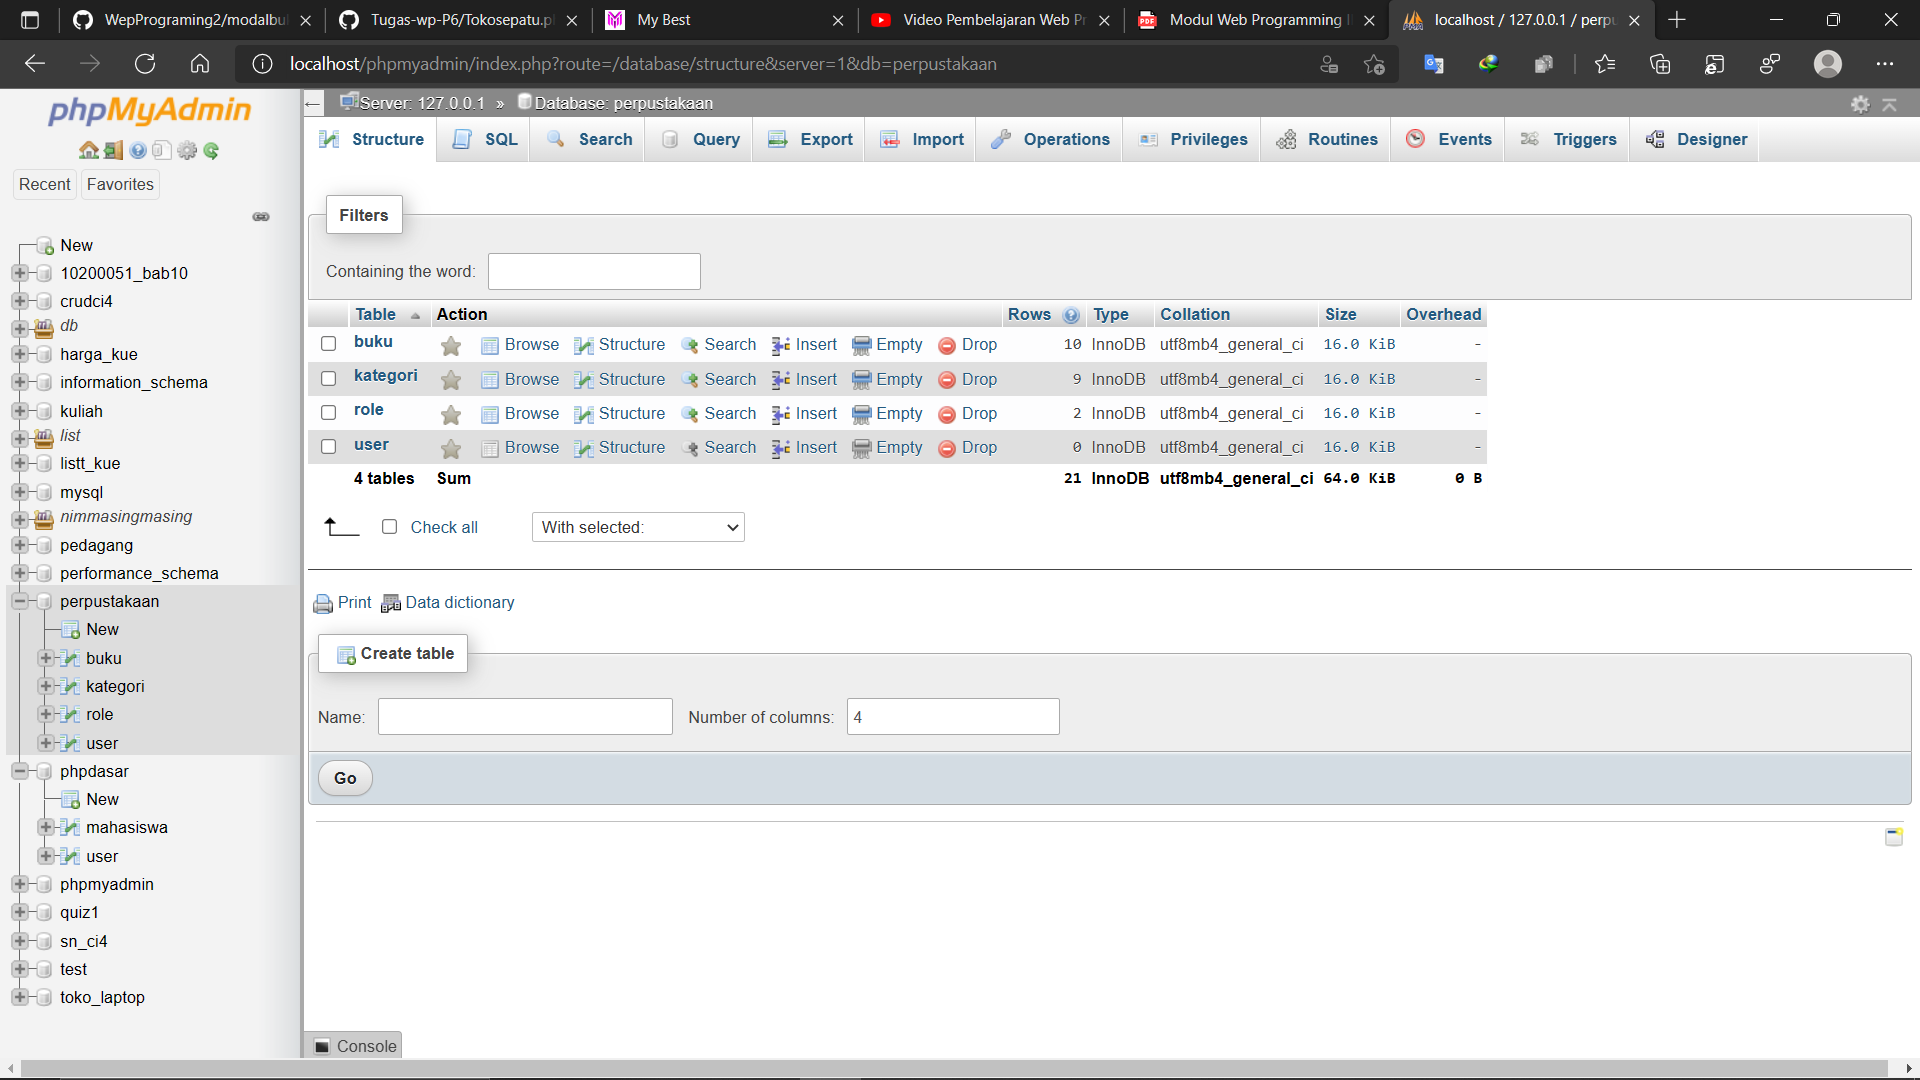 WepPrograming2/modalbu
Tugas-wp-P6/Tokosepatu.p
My Best
Video Pembelajaran Web Pr
Modul Web Programming I
localhost / 127.0.0.1 / perpu
localhost/phpmyadmin/index.php?route=/database/structure&server=1&db=perpustakaan
phpMyAdmin
Recent Favorites
New
10200051_bab10
crudci4
db
harga_kue
information_schema
kuliah
list
listt_kue
mysql
nimmasingmasing
pedagang
performance_schema
perpustakaan
New
buku
kategori
role
user
phpdasar
New
mahasiswa
user
phpmyadmin
quiz1
sn_ci4
test
toko_laptop
Server: 127.0.0.1 » Database: perpustakaan
Structure SQL Search Query Export Import Operations Privileges Routines Events Triggers Designer
Filters
Containing the word:
Table Action Rows Type Collation Size Overhead
buku Browse Structure Search Insert Empty Drop 10 InnoDB utf8mb4_general_ci 16.0 KiB -
kategori Browse Structure Search Insert Empty Drop 9 InnoDB utf8mb4_general_ci 16.0 KiB -
role Browse Structure Search Insert Empty Drop 2 InnoDB utf8mb4_general_ci 16.0 KiB -
user Browse Structure Search Insert Empty Drop 0 InnoDB utf8mb4_general_ci 16.0 KiB -
4 tables Sum 21 InnoDB utf8mb4_general_ci 64.0 KiB 0 B
Check all With selected:
Print Data dictionary
Create table
Name: Number of columns: 4
Go
Console